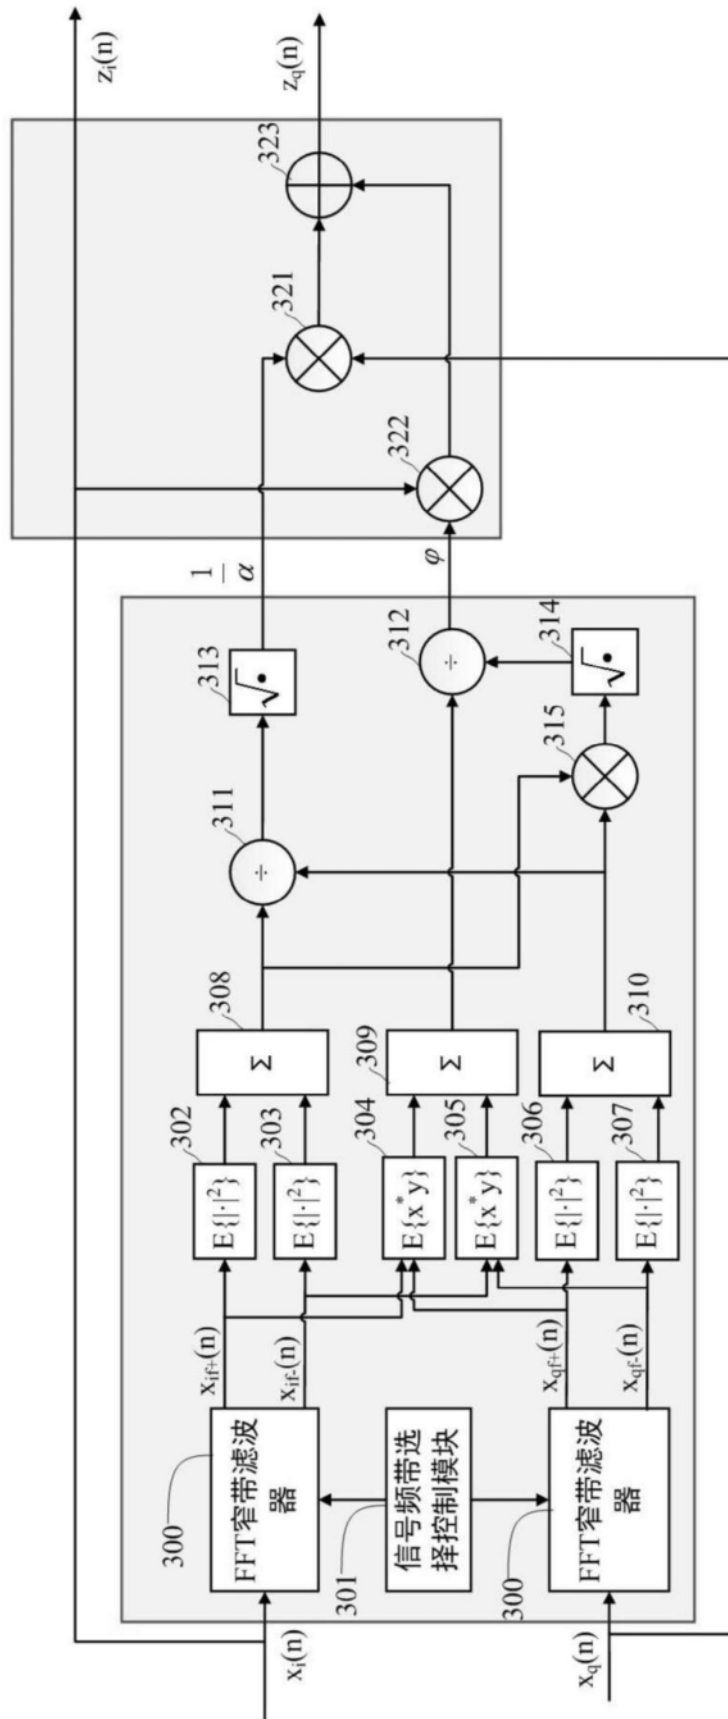 z_i(n)
z_q(n)
323
321
322
1
α
φ
313
√•
312
÷
314
√•
315
311
÷
308
Σ
309
Σ
310
Σ
302
E{|·|²}
303
E{|·|²}
304
E{x*y}
305
E{x*y}
306
E{|·|²}
307
E{|·|²}
x_if+(n)
x_if-(n)
x_qf+(n)
x_qf-(n)
300
FFT窄带滤波
器
301
信号频带选
择控制模块
300
FFT窄带滤波
器
x_i(n)
x_q(n)